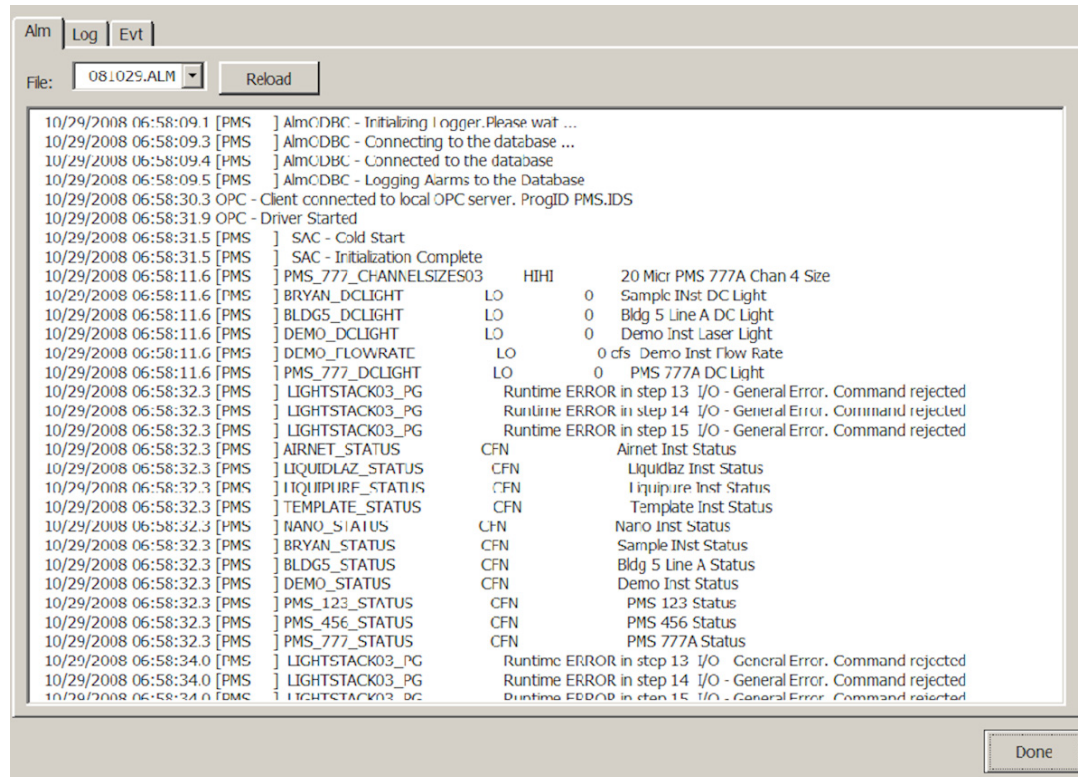 Alm Log Evt
File: 081029.ALM Reload
10/29/2008 06:58:09.1 [PMS ] AlmODBC - Initializing Logger.Please wait ...
10/29/2008 06:58:09.3 [PMS ] AlmODBC - Connecting to the database ...
10/29/2008 06:58:09.4 [PMS ] AlmODBC - Connected to the database
10/29/2008 06:58:09.5 [PMS ] AlmODBC - Logging Alarms to the Database
10/29/2008 06:58:30.3 OPC - Client connected to local OPC server. ProgID PMS.IDS
10/29/2008 06:58:31.9 OPC - Driver Started
10/29/2008 06:58:31.5 [PMS ] SAC - Cold Start
10/29/2008 06:58:31.5 [PMS ] SAC - Initialization Complete
10/29/2008 06:58:11.6 [PMS ] PMS_777_CHANNELSIZES03 HIHI 20 Micr PMS 777A Chan 4 Size
10/29/2008 06:58:11.6 [PMS ] BRYAN_DCLIGHT LO 0 Sample INst DC Light
10/29/2008 06:58:11.6 [PMS ] BLDG5_DCLIGHT LO 0 Bldg 5 Line A DC Light
10/29/2008 06:58:11.6 [PMS ] DEMO_DCLIGHT LO 0 Demo Inst Laser Light
10/29/2008 06:58:11.6 [PMS ] DEMO_FLOWRATE LO 0 cfs Demo Inst Flow Rate
10/29/2008 06:58:11.6 [PMS ] PMS_777_DCLIGHT LO 0 PMS 777A DC Light
10/29/2008 06:58:32.3 [PMS ] LIGHTSTACK03_PG Runtime ERROR in step 13 I/O - General Error. Command rejected
10/29/2008 06:58:32.3 [PMS ] LIGHTSTACK03_PG Runtime ERROR in step 14 I/O - General Error. Command rejected
10/29/2008 06:58:32.3 [PMS ] LIGHTSTACK03_PG Runtime ERROR in step 15 I/O - General Error. Command rejected
10/29/2008 06:58:32.3 [PMS ] AIRNET_STATUS CFN Airnet Inst Status
10/29/2008 06:58:32.3 [PMS ] LIQUIDLAZ_STATUS CFN Liquidlaz Inst Status
10/29/2008 06:58:32.3 [PMS ] LIQUIPURE_STATUS CFN Liquipure Inst Status
10/29/2008 06:58:32.3 [PMS ] TEMPLATE_STATUS CFN Template Inst Status
10/29/2008 06:58:32.3 [PMS ] NANO_STATUS CFN Nano Inst Status
10/29/2008 06:58:32.3 [PMS ] BRYAN_STATUS CFN Sample INst Status
10/29/2008 06:58:32.3 [PMS ] BLDG5_STATUS CFN Bldg 5 Line A Status
10/29/2008 06:58:32.3 [PMS ] DEMO_STATUS CFN Demo Inst Status
10/29/2008 06:58:32.3 [PMS ] PMS_123_STATUS CFN PMS 123 Status
10/29/2008 06:58:32.3 [PMS ] PMS_456_STATUS CFN PMS 456 Status
10/29/2008 06:58:32.3 [PMS ] PMS_777_STATUS CFN PMS 777A Status
10/29/2008 06:58:34.0 [PMS ] LIGHTSTACK03_PG Runtime ERROR in step 13 I/O - General Error. Command rejected
10/29/2008 06:58:34.0 [PMS ] LIGHTSTACK03_PG Runtime ERROR in step 14 I/O - General Error. Command rejected
10/29/2008 06:58:34.0 [PMS ] LIGHTSTACK03_PG Runtime ERROR in step 15 I/O - General Error. Command rejected
Done